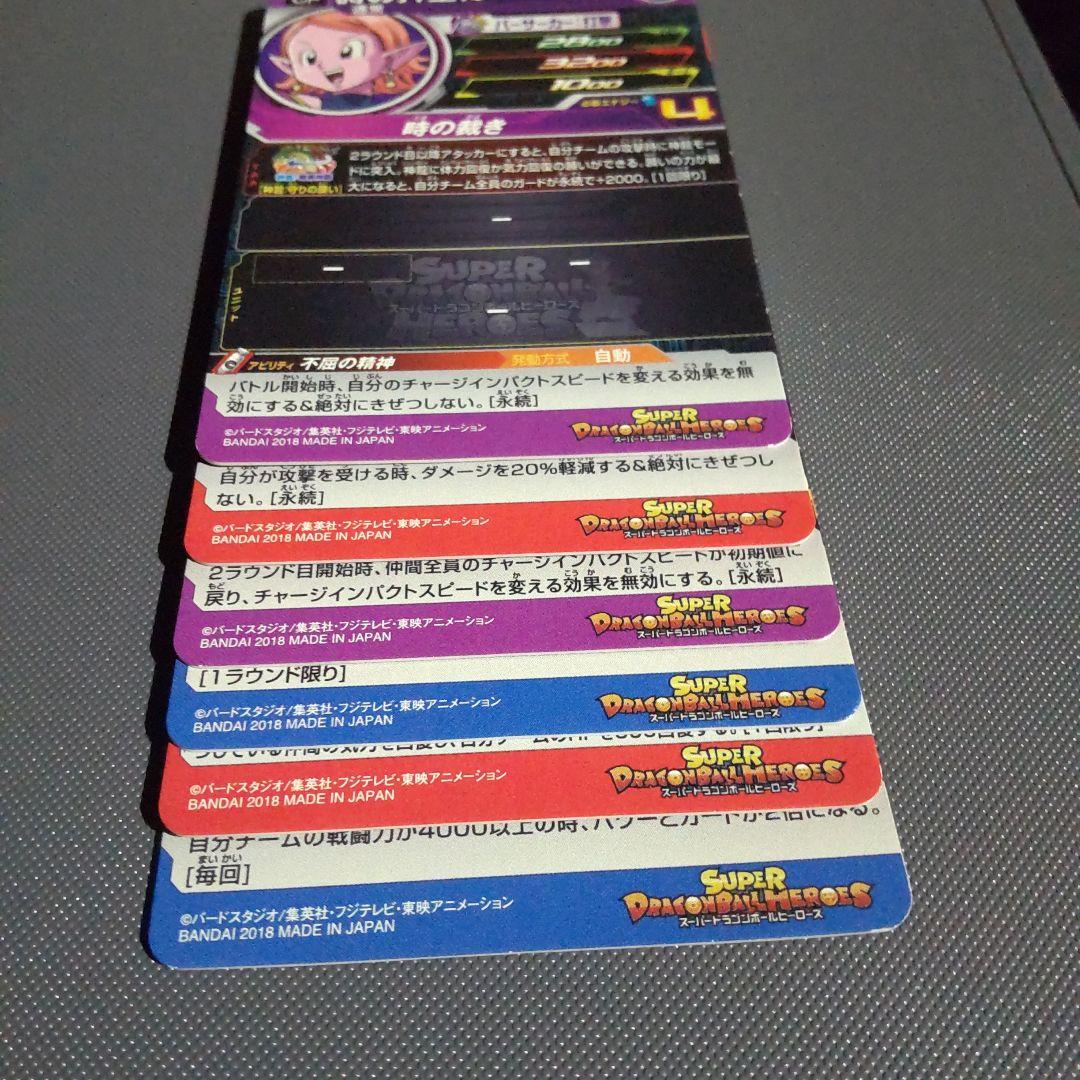 バーサーカー：打撃
2800
3200
1000
必要エナジー 4
時の裁き
2ラウンド目以降アタッカーにすると、自分チームの攻撃時に神龍モー
ドに突入。神龍に体力回復か気力回復の願いができる。願いの力が最
大になると、自分チーム全員のガードが永続で+2000。[1回限り]
[神龍:守りの願い]
ー
ー ー
ー
ユニット
SUPER
DRAGONBALL
スーパードラゴンボールヒーローズ
HEROES
アビリティ 不屈の精神 発動方式 自動
バトル開始時、自分のチャージインパクトスピードを変える効果を無
効にする&絶対にきぜつしない。[永続]
©バードスタジオ/集英社・フジテレビ・東映アニメーション
BANDAI 2018 MADE IN JAPAN
SUPER
DRAGONBALL HEROES
スーパードラゴンボールヒーローズ
自分が攻撃を受ける時、ダメージを20%軽減する&絶対にきぜつし
ない。[永続]
©バードスタジオ/集英社・フジテレビ・東映アニメーション
BANDAI 2018 MADE IN JAPAN
SUPER
DRAGONBALL HEROES
スーパードラゴンボールヒーローズ
2ラウンド目開始時、仲間全員のチャージインパクトスピードが初期値に
戻り、チャージインパクトスピードを変える効果を無効にする。[永続]
©バードスタジオ/集英社・フジテレビ・東映アニメーション
BANDAI 2018 MADE IN JAPAN
SUPER
DRAGONBALL HEROES
スーパードラゴンボールヒーローズ
[1ラウンド限り]
©バードスタジオ/集英社・フジテレビ・東映アニメーション
BANDAI 2018 MADE IN JAPAN
SUPER
DRAGONBALL HEROES
スーパードラゴンボールヒーローズ
©バードスタジオ/集英社・フジテレビ・東映アニメーション
BANDAI 2018 MADE IN JAPAN
SUPER
DRAGONBALL HEROES
スーパードラゴンボールヒーローズ
自分チームの戦闘力が4000以上の時、パワーとガードが2倍になる。
[毎回]
©バードスタジオ/集英社・フジテレビ・東映アニメーション
BANDAI 2018 MADE IN JAPAN
SUPER
DRAGONBALL HEROES
スーパードラゴンボールヒーローズ